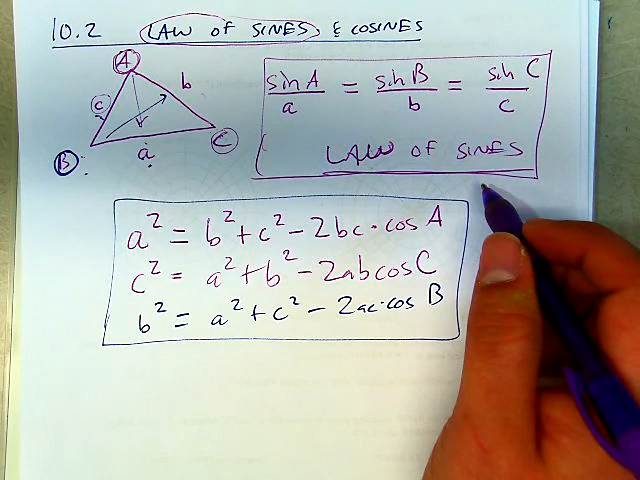 10.2 LAW OF SINES & COSINES
A
c b
B a C
sin A / a = sin B / b = sin C / c
LAW OF SINES
a² = b² + c² - 2bc · cos A
c² = a² + b² - 2ab cos C
b² = a² + c² - 2ac · cos B